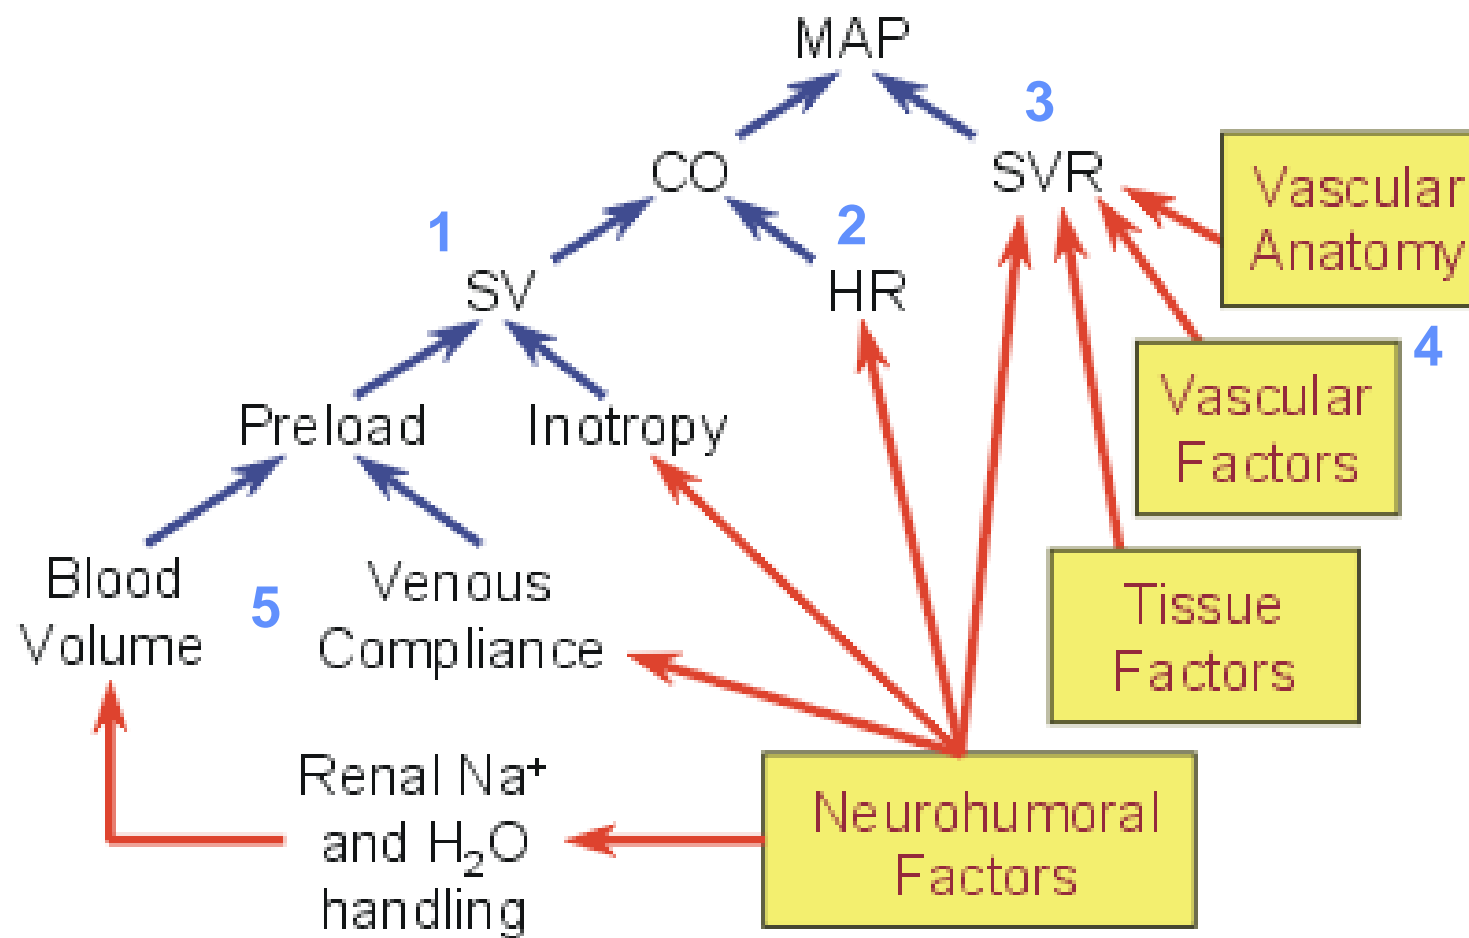 MAP
3
CO
SVR
Vascular
Anatomy
1
2
SV
HR
4
Preload
Inotropy
Vascular
Factors
Blood
Volume
5
Venous
Compliance
Tissue
Factors
Renal Na⁺
and H₂O
handling
Neurohumoral
Factors